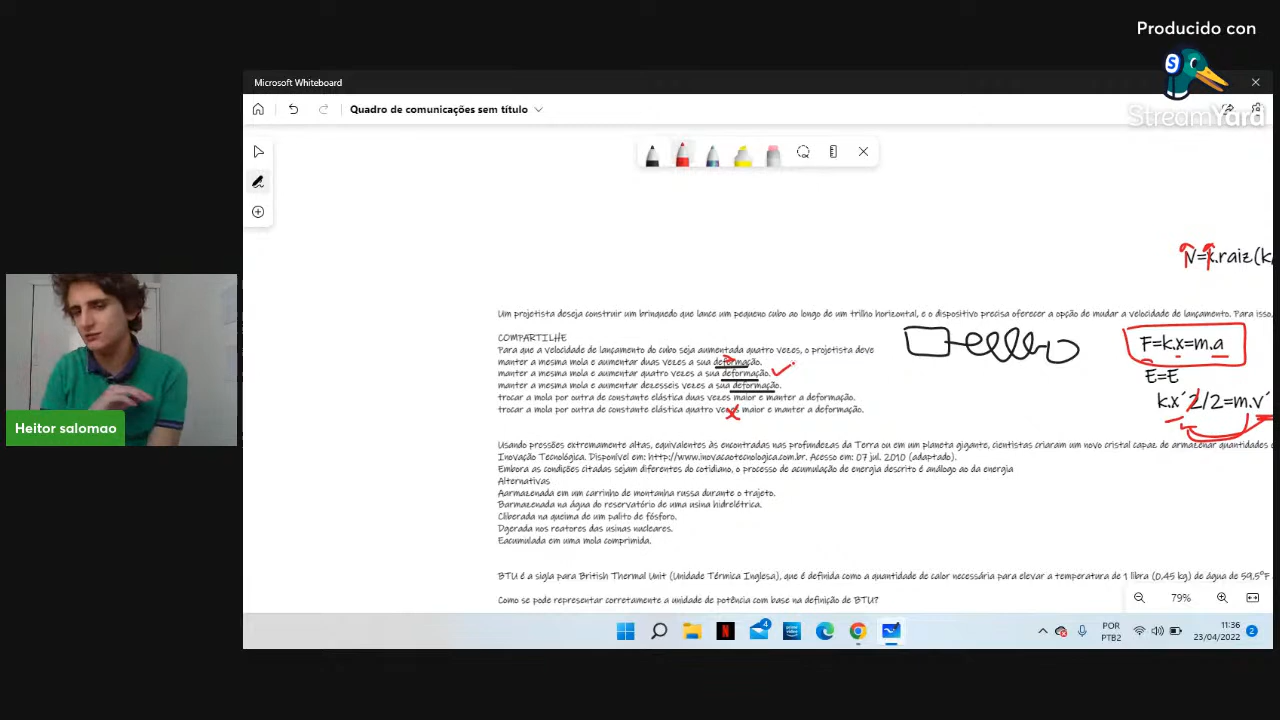 Producido con
StreamYard
Microsoft Whiteboard
Quadro de comunicações sem título
V=x.raiz(k/
Um projetista deseja construir um brinquedo que lance um pequeno cubo ao longo de um trilho horizontal, e o dispositivo precisa oferecer a opção de mudar a velocidade de lançamento. Para isso,
COMPARTILHE
Para que a velocidade de lançamento do cubo seja aumentada quatro vezes, o projetista deve
manter a mesma mola e aumentar duas vezes a sua deformação.
manter a mesma mola e aumentar quatro vezes a sua deformação.
manter a mesma mola e aumentar dezesseis vezes a sua deformação.
trocar a mola por outra de constante elástica duas vezes maior e manter a deformação.
trocar a mola por outra de constante elástica quatro vezes maior e manter a deformação.
F=k.x=m.a
E=E
k.x´2/2=m.v´
Usando pressões extremamente altas, equivalentes às encontradas nas profundezas da Terra ou em um planeta gigante, cientistas criaram um novo cristal capaz de armazenar quantidades
Inovação Tecnológica. Disponível em: http://www.inovacaotecnologica.com.br. Acesso em: 07 jul. 2010 (adaptado).
Embora as condições citadas sejam diferentes do cotidiano, o processo de acumulação de energia descrito é análogo ao da energia
Alternativas
Aarmazenada em um carrinho de montanha russa durante o trajeto.
Barmazenada na água do reservatório de uma usina hidrelétrica.
Cliberada na queima de um palito de fósforo.
Dgerada nos reatores das usinas nucleares.
Eacumulada em uma mola comprimida.
BTU é a sigla para British Thermal Unit (Unidade Térmica Inglesa), que é definida como a quantidade de calor necessária para elevar a temperatura de 1 libra (0,45 kg) de água de 59,5°F
Como se pode representar corretamente a unidade de potência com base na definição de BTU?
79%
Heitor salomao
POR
PTB2
11:36
23/04/2022